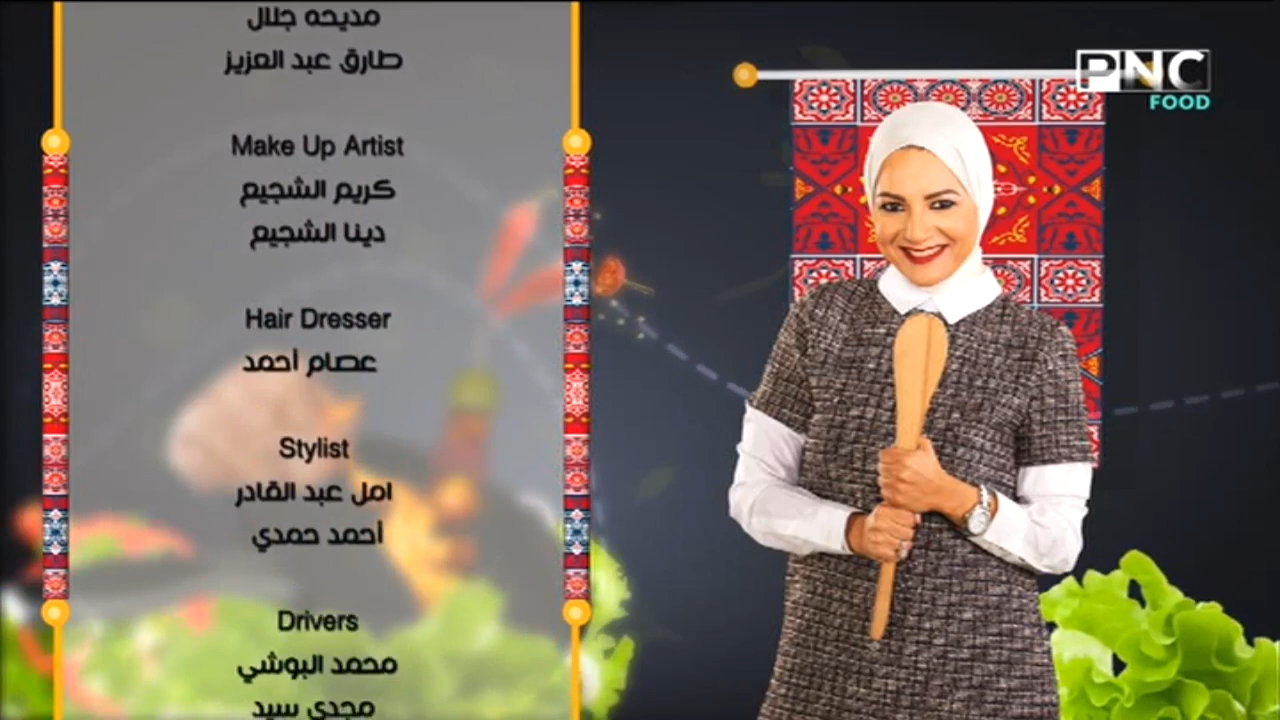 مديحه جلال
طارق عبد العزيز
Make Up Artist
كريم الشجيع
دينا الشجيع
Hair Dresser
عصام أحمد
Stylist
امل عبد القادر
أحمد حمدي
Drivers
محمد البوشي
مجدي سيد
PNC
FOOD